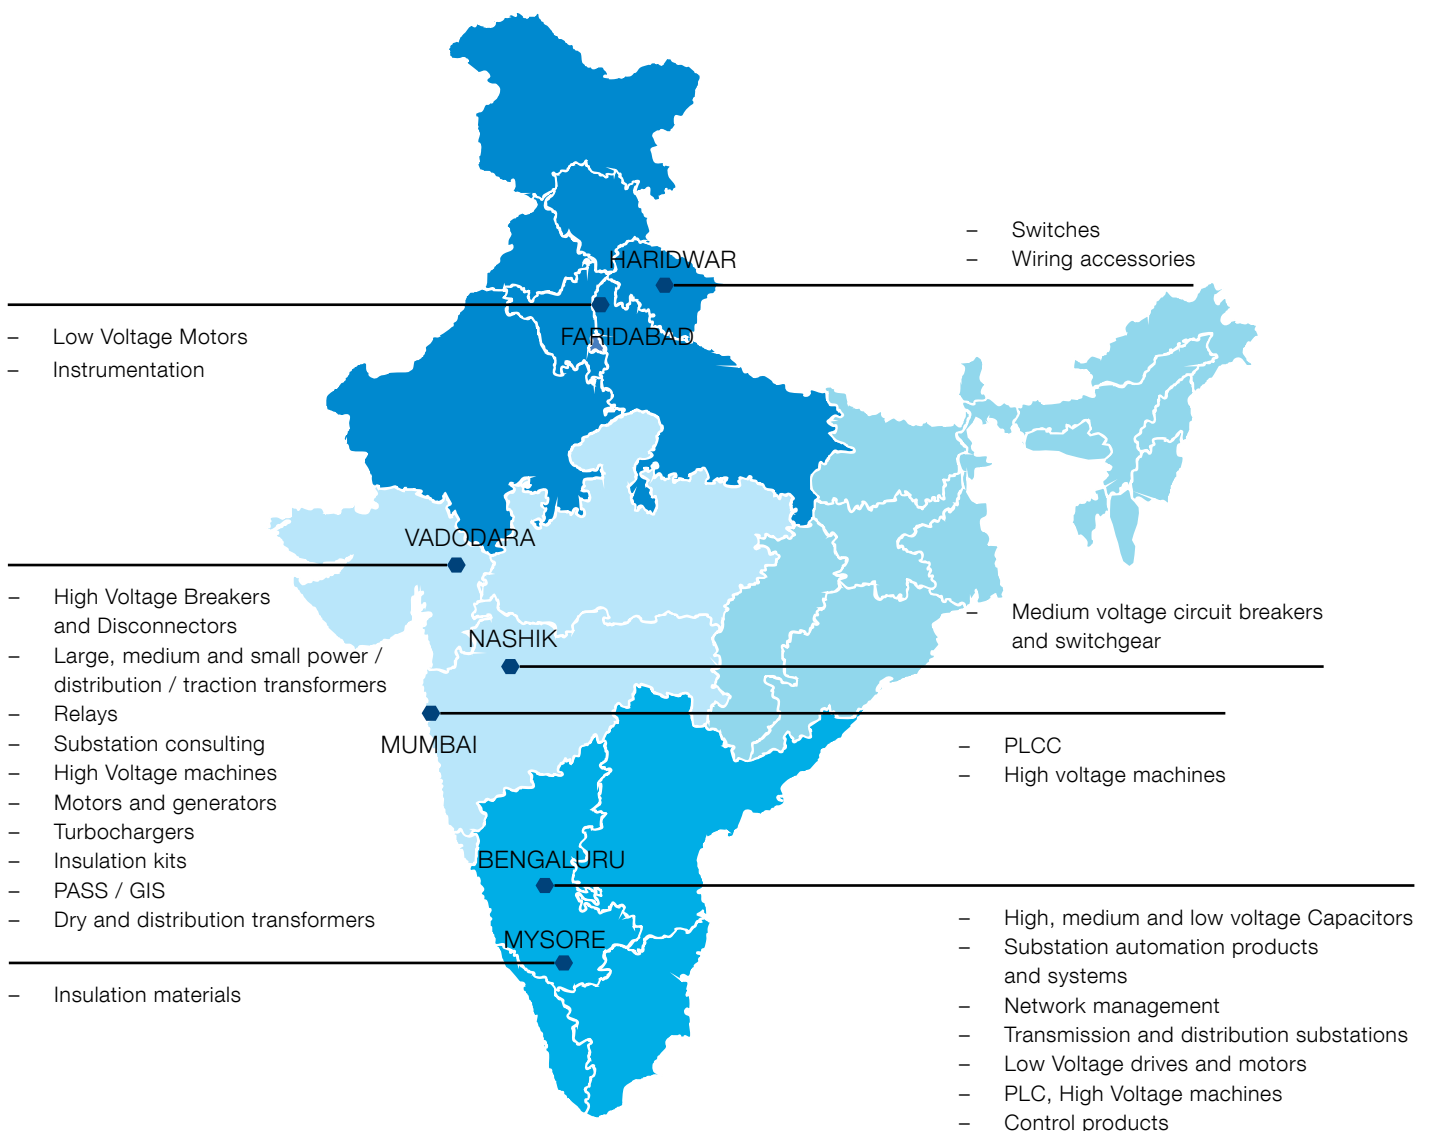 HARIDWAR
– Switches
– Wiring accessories
FARIDABAD
– Low Voltage Motors
– Instrumentation
VADODARA
– High Voltage Breakers
and Disconnectors
– Large, medium and small power /
distribution / traction transformers
– Relays
– Substation consulting
– High Voltage machines
– Motors and generators
– Turbochargers
– Insulation kits
– PASS / GIS
– Dry and distribution transformers
NASHIK
– Medium voltage circuit breakers
and switchgear
MUMBAI
– PLCC
– High voltage machines
BENGALURU
– High, medium and low voltage Capacitors
– Substation automation products
and systems
– Network management
– Transmission and distribution substations
– Low Voltage drives and motors
– PLC, High Voltage machines
– Control products
MYSORE
– Insulation materials